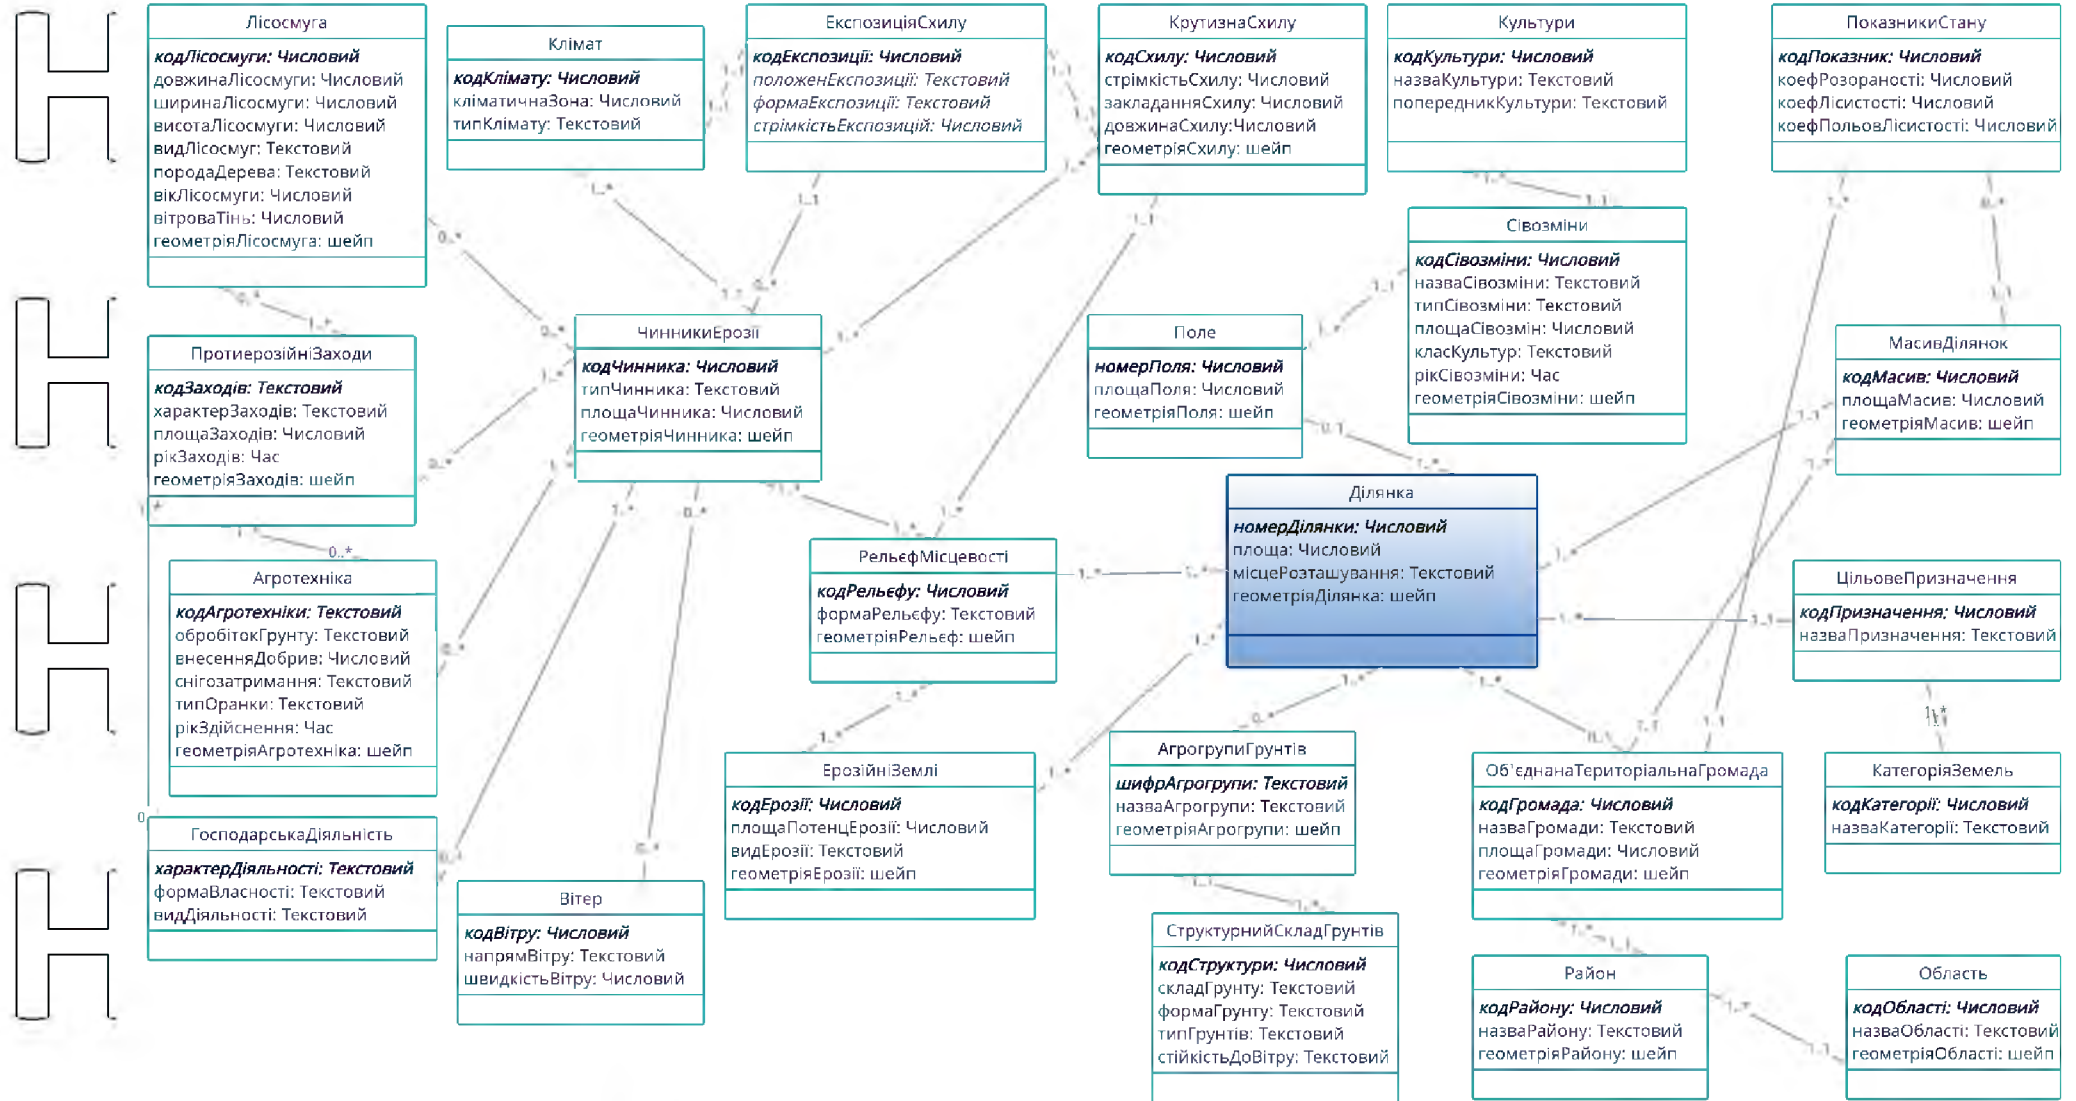 Лісосмуга
кодЛісосмуги: Числовий
довжинаЛісосмуги: Числовий
ширинаЛісосмуги: Числовий
висотаЛісосмуги: Числовий
видЛісосмуг: Текстовий
породаДерева: Текстовий
вікЛісосмуги: Числовий
вітроваТінь: Числовий
геометріяЛісосмуга: шейп
Клімат
кодКлімату: Числовий
кліматичнаЗона: Числовий
типКлімату: Текстовий
ЕкспозиціяСхилу
кодЕкспозиції: Числовий
положенЕкспозиції: Текстовий
формаЕкспозиції: Текстовий
стрімкістьЕкспозицій: Числовий
КрутизнаСхилу
кодСхилу: Числовий
стрімкістьСхилу: Числовий
закладанняСхилу: Числовий
довжинаСхилу:Числовий
геометріяСхилу: шейп
Культури
кодКультури: Числовий
назваКультури: Текстовий
попередникКультури: Текстовий
ПоказникиСтану
кодПоказник: Числовий
коефРозораності: Числовий
коефЛісистості: Числовий
коефПольовЛісистості: Числовий
Сівозміни
кодСівозміни: Числовий
назваСівозміни: Текстовий
типСівозміни: Текстовий
площаСівозмін: Числовий
класКультур: Текстовий
рікСівозміни: Час
геометріяСівозміни: шейп
ПротиерозійніЗаходи
кодЗаходів: Текстовий
характерЗаходів: Текстовий
площаЗаходів: Числовий
рікЗаходів: Час
геометріяЗаходів: шейп
ЧинникиЕрозії
кодЧинника: Числовий
типЧинника: Текстовий
площаЧинника: Числовий
геометріяЧинника: шейп
Поле
номерПоля: Числовий
площаПоля: Числовий
геометріяПоля: шейп
МасивДілянок
кодМасив: Числовий
площаМасив: Числовий
геометріяМасив: шейп
Ділянка
номерДілянки: Числовий
площа: Числовий
місцеРозташування: Текстовий
геометріяДілянка: шейп
РельєфМісцевості
кодРельєфу: Числовий
формаРельєфу: Текстовий
геометріяРельєф: шейп
Агротехніка
кодАгротехніки: Текстовий
обробітокГрунту: Текстовий
внесенняДобрив: Числовий
снігозатримання: Текстовий
типОранки: Текстовий
рікЗдійснення: Час
геометріяАгротехніка: шейп
ЦільовеПризначення
кодПризначення: Числовий
назваПризначення: Текстовий
ЕрозійніЗемлі
кодЕрозії: Числовий
площаПотенцЕрозії: Числовий
видЕрозії: Текстовий
геометріяЕрозії: шейп
АгрогрупиГрунтів
шифрАгрогрупи: Текстовий
назваАгрогрупи: Текстовий
геометріяАгрогрупи: шейп
Об'єднанаТериторіальнаГромада
кодГромада: Числовий
назваГромади: Текстовий
площаГромади: Числовий
геометріяГромади: шейп
КатегоріяЗемель
кодКатегорії: Числовий
назваКатегорії: Текстовий
ГосподарськаДіяльність
характерДіяльності: Текстовий
формаВласності: Текстовий
видДіяльності: Текстовий
Вітер
кодВітру: Числовий
напрямВітру: Текстовий
швидкістьВітру: Числовий
СтруктурнийСкладГрунтів
кодСтруктури: Числовий
складГрунту: Текстовий
формаГрунту: Текстовий
типГрунтів: Текстовий
стійкістьДоВітру: Текстовий
Район
кодРайону: Числовий
назваРайону: Текстовий
геометріяРайону: шейп
Область
кодОбласті: Числовий
назваОбласті: Текстовий
геометріяОбласті: шейп